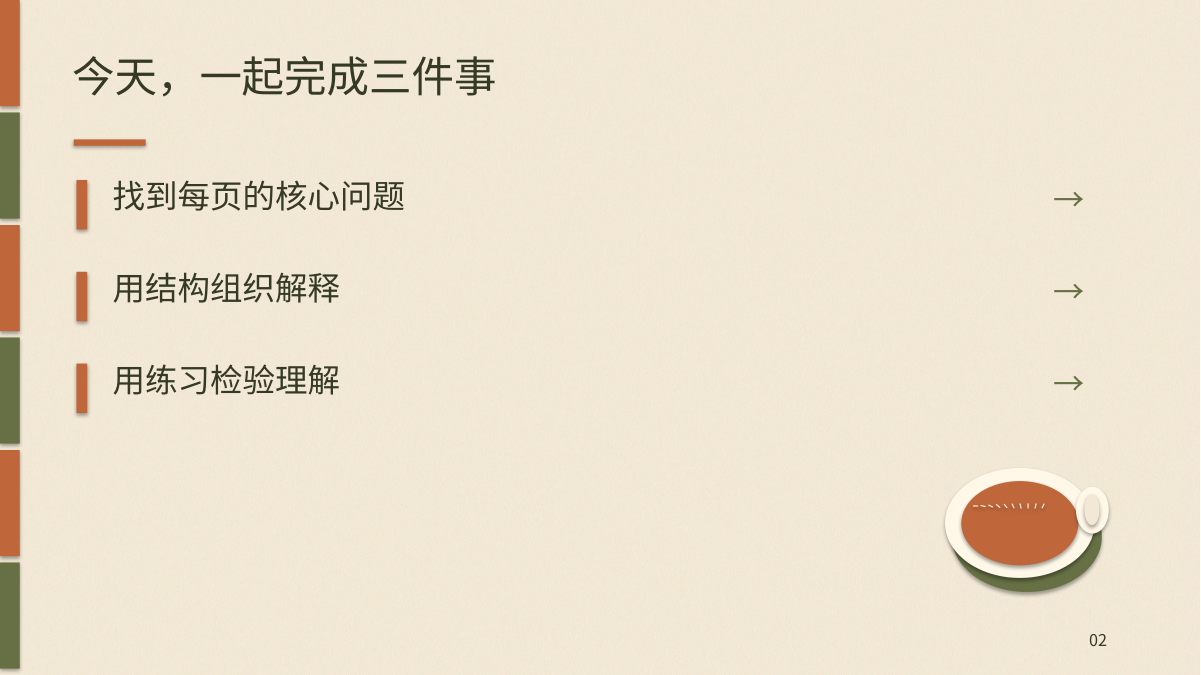 今天，一起完成三件事
找到每页的核心问题 →
用结构组织解释 →
用练习检验理解 →
02